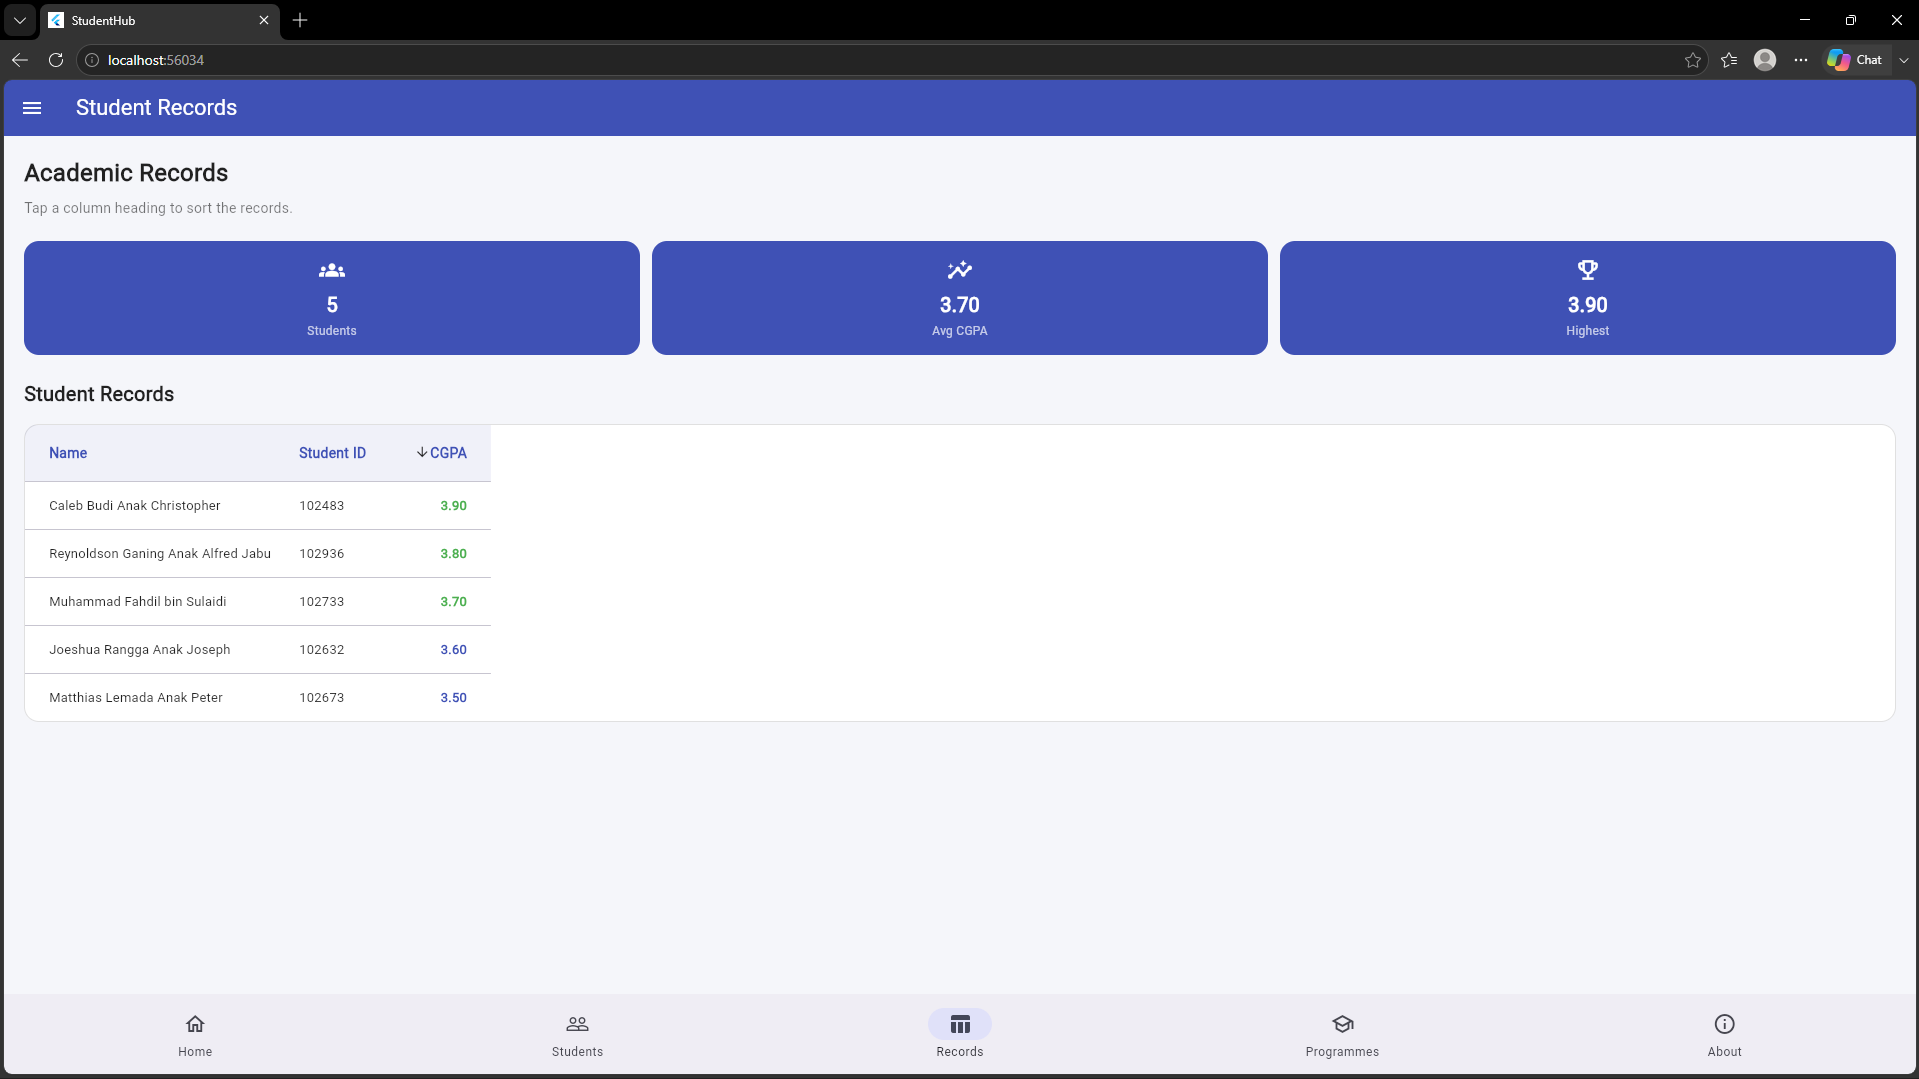 StudentHub
localhost:56034
Chat
Student Records
Academic Records
Tap a column heading to sort the records.
5
Students
3.70
Avg CGPA
3.90
Highest
Student Records
Name Student ID CGPA
Caleb Budi Anak Christopher 102483 3.90
Reynoldson Ganing Anak Alfred Jabu 102936 3.80
Muhammad Fahdil bin Sulaidi 102733 3.70
Joeshua Rangga Anak Joseph 102632 3.60
Matthias Lemada Anak Peter 102673 3.50
Home Students Records Programmes About